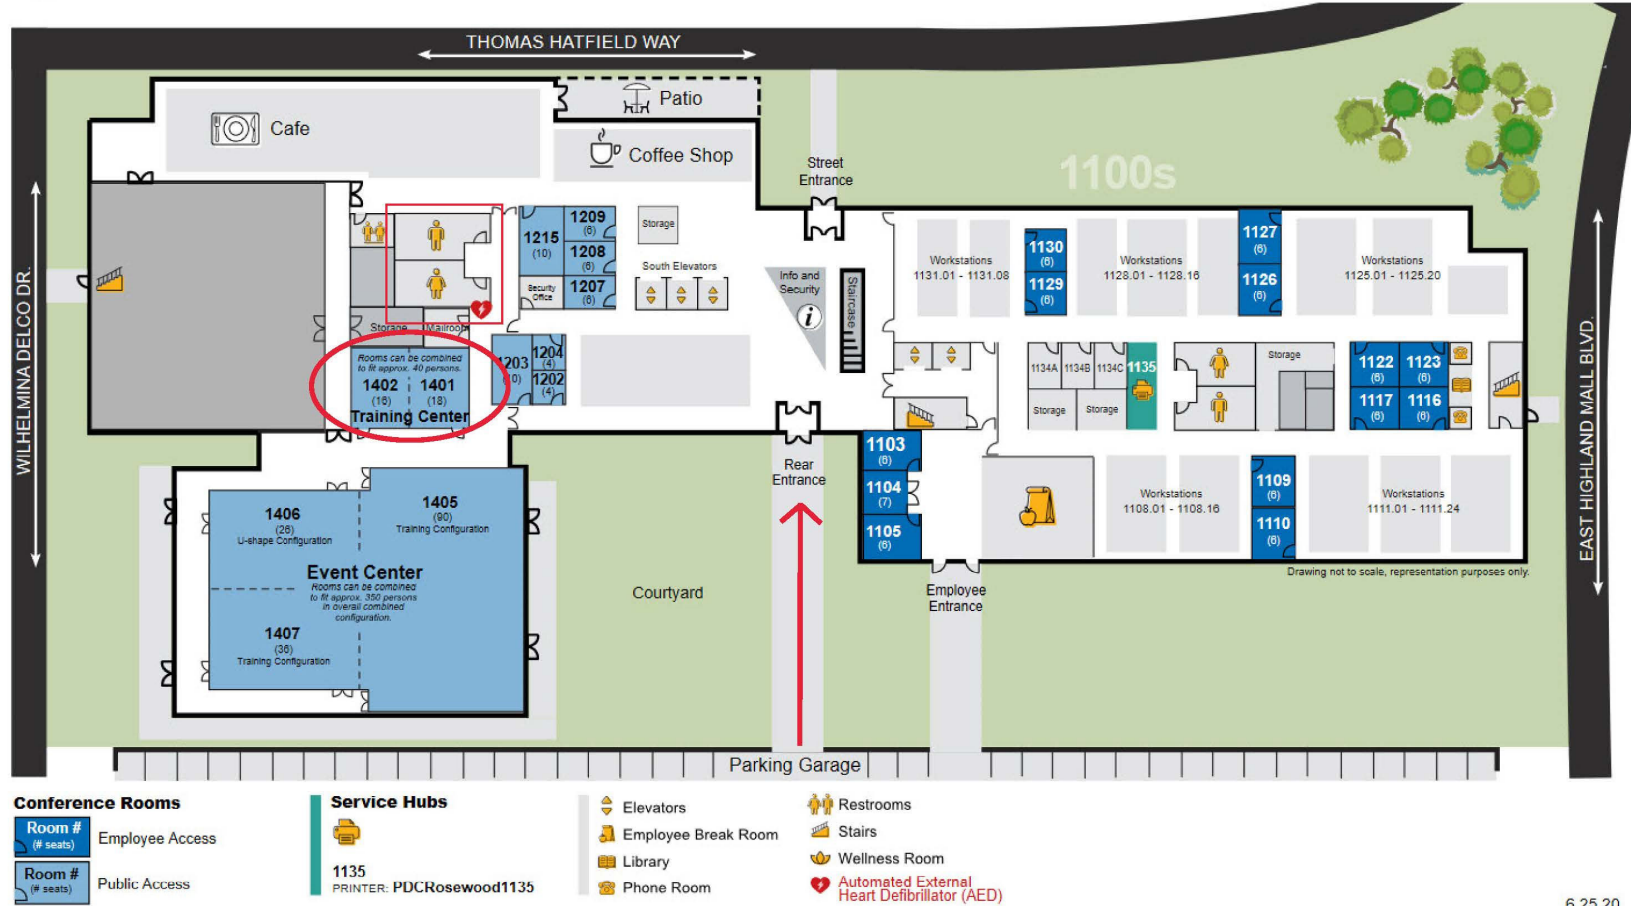 THOMAS HATFIELD WAY
Patio
Cafe
Coffee Shop
Street
Entrance
1100s
WILHELMINA DELCO DR.
EAST HIGHLAND MALL BLVD.
1215
(10)
1209
(6)
1208
(6)
1207
(6)
Security
Office
Storage
South Elevators
Info and
Security
i
Staircase
Workstations
1131.01 - 1131.08
1130
(6)
1129
(6)
Workstations
1128.01 - 1128.16
1127
(6)
1126
(6)
Workstations
1125.01 - 1125.20
Storage
Mailroom
Rooms can be combined
to fit approx. 40 persons.
1402
(16)
1401
(18)
Training Center
1203
1204
(4)
1202
(4)
1134A
1134B
1134C
1135
Storage
Storage
Storage
1122
(6)
1123
(6)
1117
(6)
1116
(6)
Rear
Entrance
1103
(6)
1104
(7)
1105
(6)
Workstations
1108.01 - 1108.16
1109
(6)
1110
(6)
Workstations
1111.01 - 1111.24
1406
(26)
U-shape Configuration
1405
(90)
Training Configuration
Event Center
Rooms can be combined
to fit approx. 350 persons
in overall combined
configuration.
1407
(36)
Training Configuration
Courtyard
Employee
Entrance
Drawing not to scale, representation purposes only.
Parking Garage
Conference Rooms
Room #
(# seats)
Employee Access
Room #
(# seats)
Public Access
Service Hubs
1135
PRINTER: PDCRosewood1135
Elevators
Employee Break Room
Library
Phone Room
Restrooms
Stairs
Wellness Room
Automated External
Heart Defibrillator (AED)
6.25.20